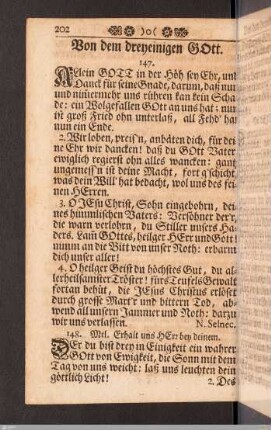 202 )o(
Von dem dreyeinigen GOtt.
147.
Allein GOTT in der Höh sey Ehr, und
Danck für seine Gnade, darum, daß nun
und nim̃ermehr uns rühren kan kein Scha-
de: ein Wolgefallen GOtt an uns hat: nun
ist groß Fried ohn unterlaß, all Fehd' hat
nun ein Ende.
2. Wir loben, preis'n, anbäten dich, für dei-
ne Ehr wir dancken! daß du GOtt Vater
ewiglich regierst ohn alles wancken: gantz
ungemess'n ist deine Macht, fort g'schicht,
was dein Will' hat bedacht, wol uns des fei-
nen HErren.
3. O JEsu Christ, Sohn eingebohrn, dei-
nes himmlischen Vaters: Versöhner der'r,
die warn verlohrn, du Stiller unsers Ha-
ders. Lam̃ GOttes, heilger HErr und Gott!
nimm an die Bitt von unser Noth: erbarm
dich unser aller.
4. O heilger Geist du höchstes Gut, du al-
lerheilsamster Tröster! fürs Teufels Gewalt
fortan behüt, die JEsus Christus erlöset
durch grosse Mart'r und bittern Tod, ab-
wend all unsern Jammer und Noth: darzu
wir uns verlassen. N. Selnec.
148. Mel. Erhalt uns HErr bey deinem.
DEr du bist drey in Einigkeit ein wahrer
GOtt von Ewigkeit, die Sonn mit dem
Tag von uns weicht: laß uns leuchten dein
göttlich Licht!
2. Des